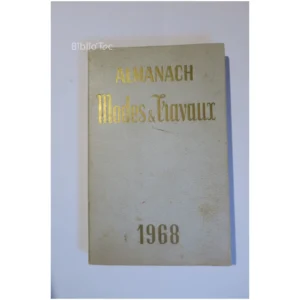 Biblio'Tec
ALMANACH
Modes & Travaux
1968